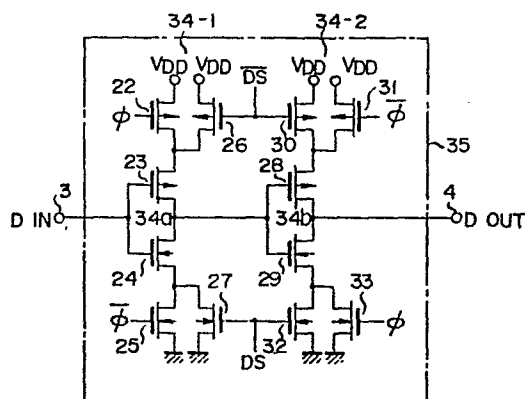 34-1 34-2
VDD VDD VDD VDD
22 DS̅ 31
ϕ 26 30 ϕ̅
35
23 28
3 4
D IN 34a 34b D OUT
24 29
ϕ̅ 27 33 ϕ
25 DS 32